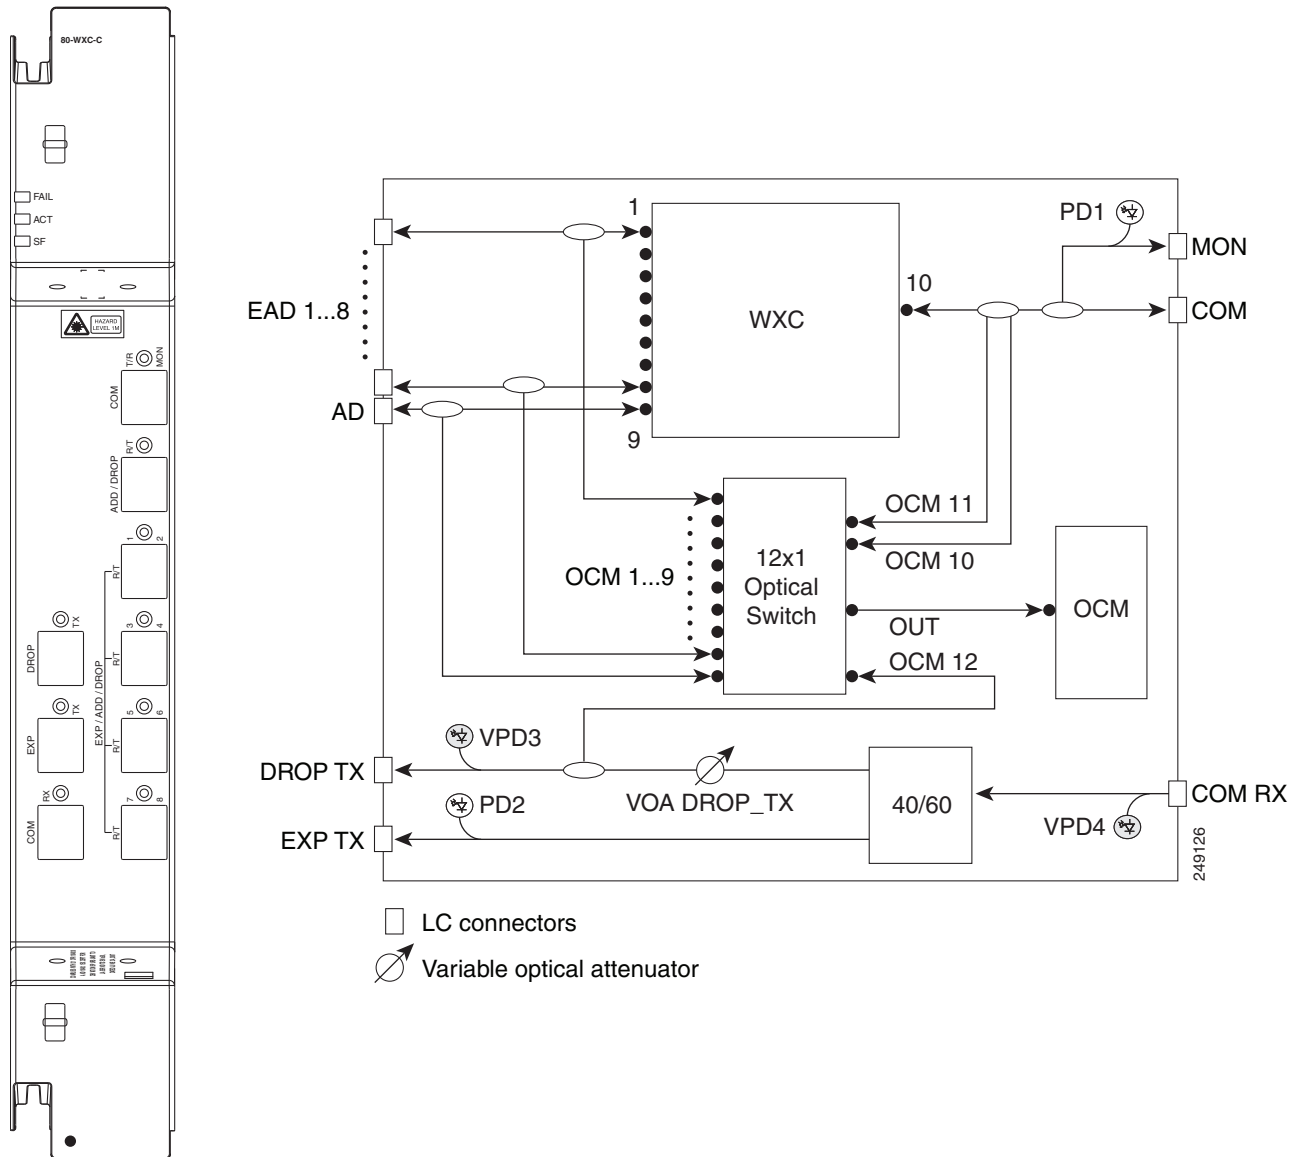 80-WXC-C
FAIL
ACT
SF
HAZARD
LEVEL 1M
T/R
MON
COM
R/T
ADD / DROP
1
2
R/T
3
4
R/T
5
6
R/T
7
8
R/T
EXP / ADD / DROP
TX
DROP
TX
EXP
RX
COM
EAD 1...8
AD
1
9
WXC
10
PD1
MON
COM
OCM 1...9
12x1
Optical
Switch
OCM 11
OCM 10
OUT
OCM 12
OCM
VPD3
DROP TX
VOA DROP_TX
PD2
EXP TX
40/60
COM RX
VPD4
249126
LC connectors
Variable optical attenuator